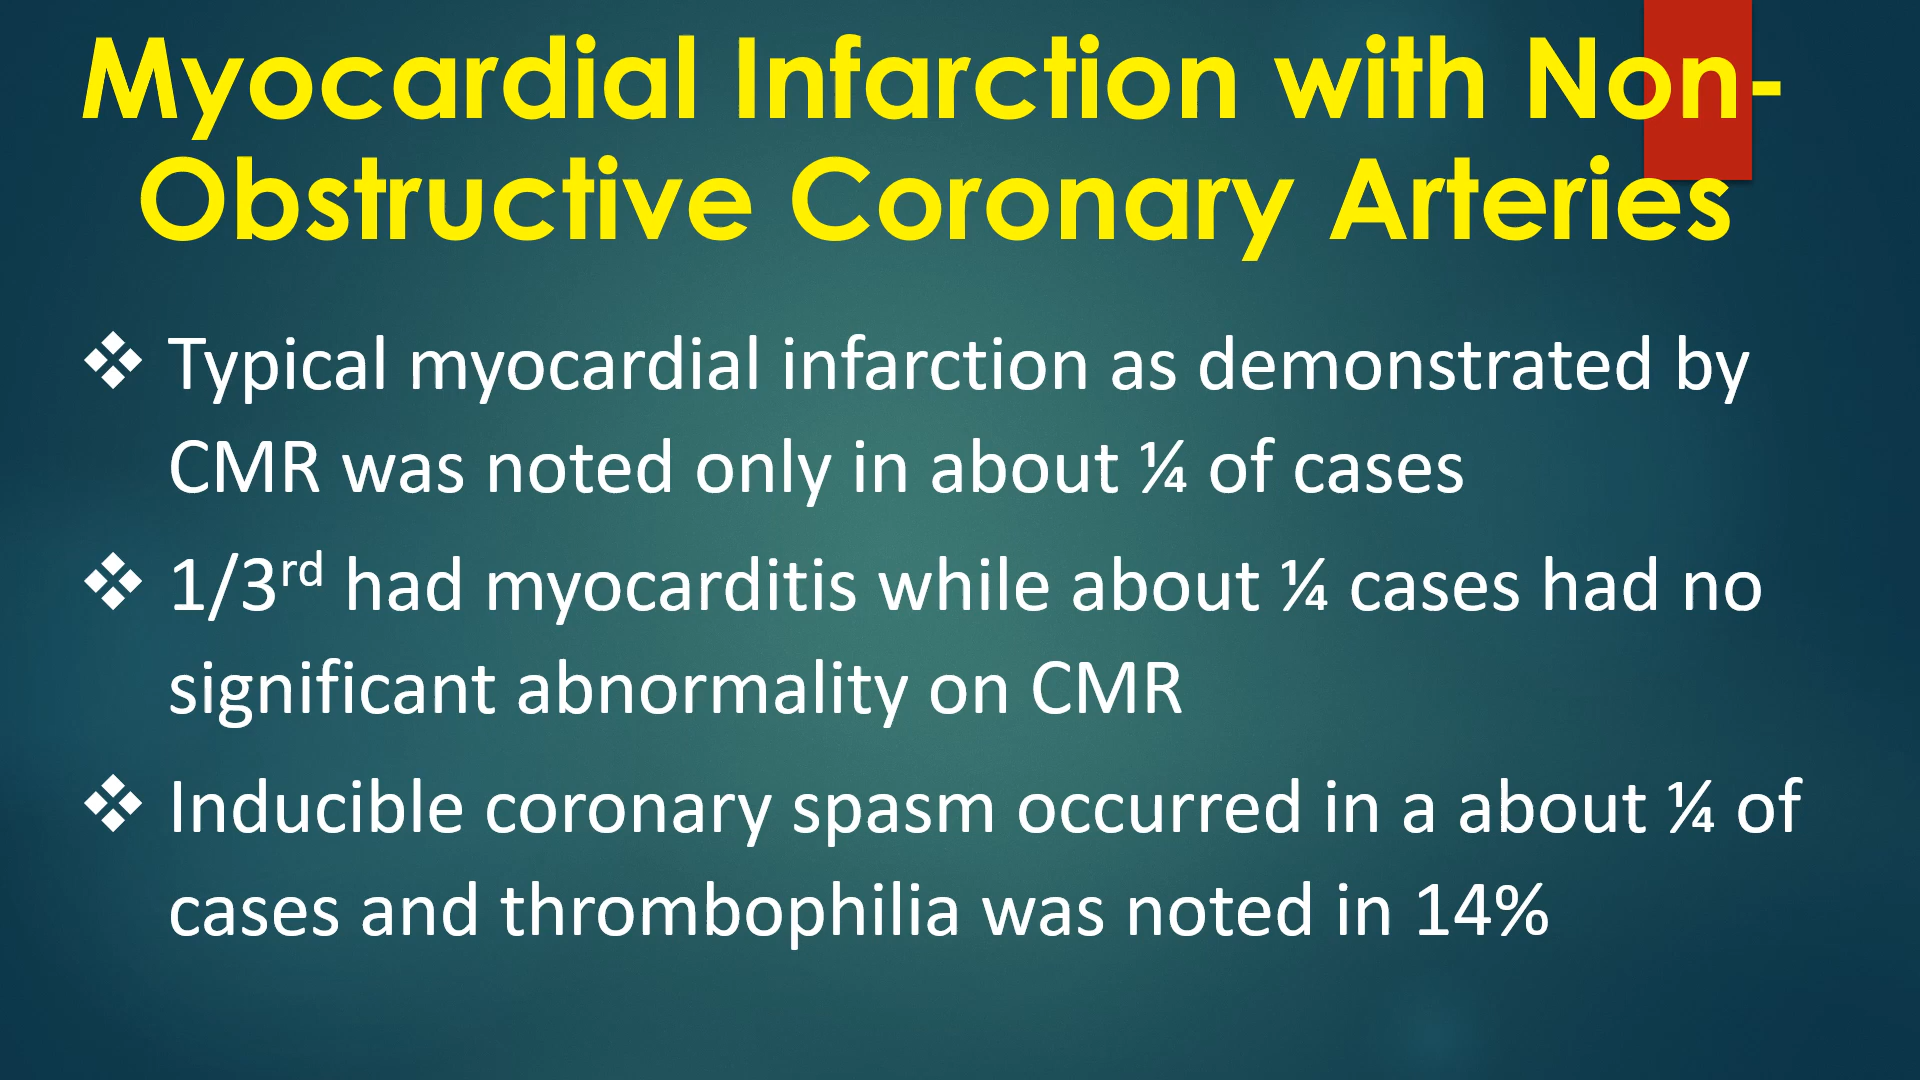 Myocardial Infarction with Non-
Obstructive Coronary Arteries
❖ Typical myocardial infarction as demonstrated by
CMR was noted only in about ¼ of cases
❖ 1/3rd had myocarditis while about ¼ cases had no
significant abnormality on CMR
❖ Inducible coronary spasm occurred in a about ¼ of
cases and thrombophilia was noted in 14%